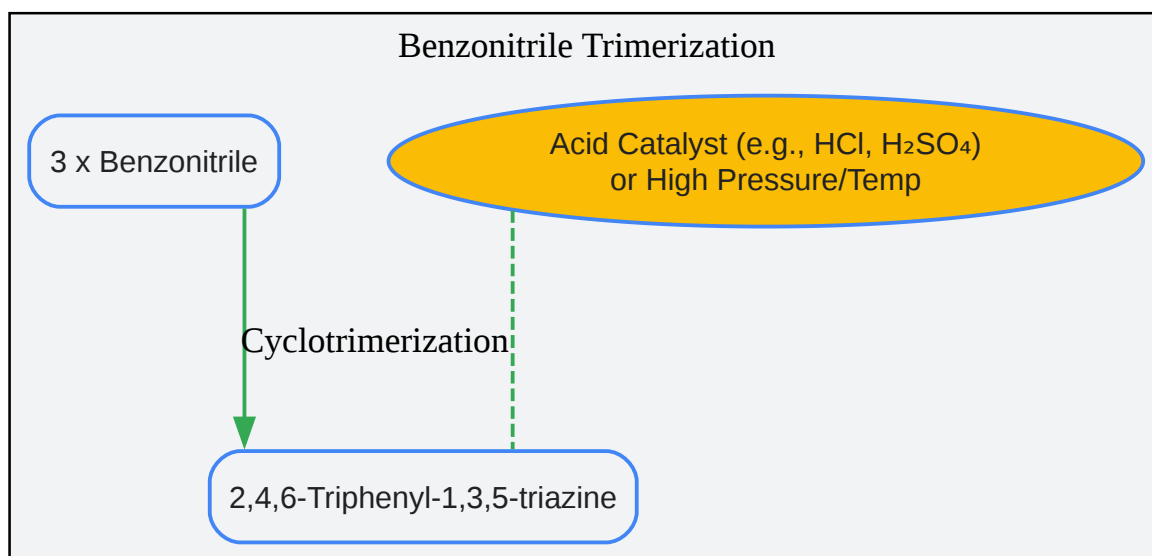 Benzonitrile Trimerization
3 x Benzonitrile
Acid Catalyst (e.g., HCl, H₂SO₄)
or High Pressure/Temp
Cyclotrimerization
2,4,6-Triphenyl-1,3,5-triazine